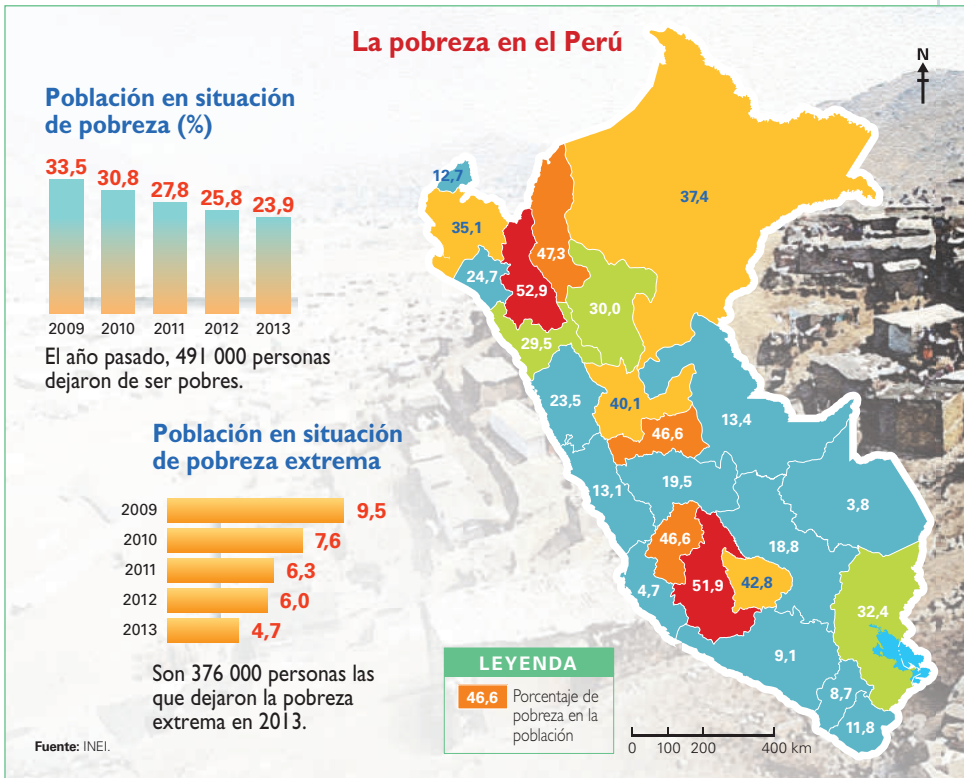 La pobreza en el Perú
N
Población en situación
de pobreza (%)
33,5
30,8
27,8
25,8
23,9
2009 2010 2011 2012 2013
El año pasado, 491 000 personas
dejaron de ser pobres.
Población en situación
de pobreza extrema
2009 9,5
2010 7,6
2011 6,3
2012 6,0
2013 4,7
Son 376 000 personas las
que dejaron la pobreza
extrema en 2013.
Fuente: INEI.
12,7
37,4
35,1
47,3
24,7
52,9
30,0
29,5
23,5
40,1
13,4
46,6
13,1
19,5
3,8
46,6
18,8
4,7
51,9
42,8
32,4
9,1
8,7
11,8
LEYENDA
46,6 Porcentaje de
pobreza en la
población
0 100 200 400 km